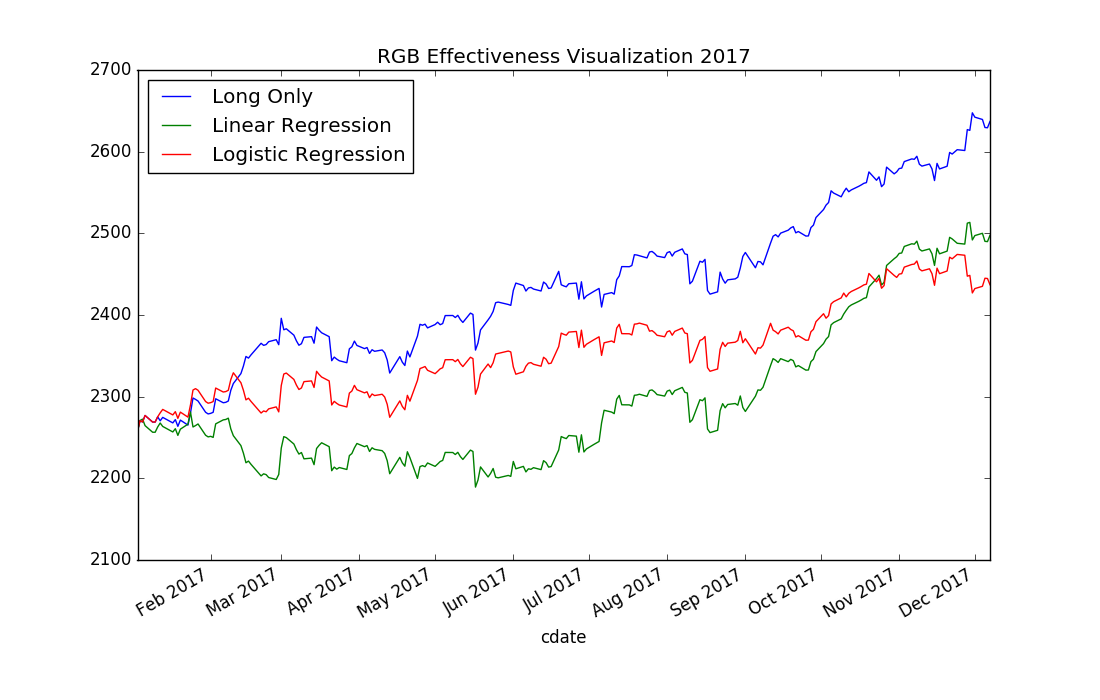 RGB Effectiveness Visualization 2017
2700
2600
2500
2400
2300
2200
2100
Long Only
Linear Regression
Logistic Regression
Feb 2017
Mar 2017
Apr 2017
May 2017
Jun 2017
Jul 2017
Aug 2017
Sep 2017
Oct 2017
Nov 2017
Dec 2017
cdate